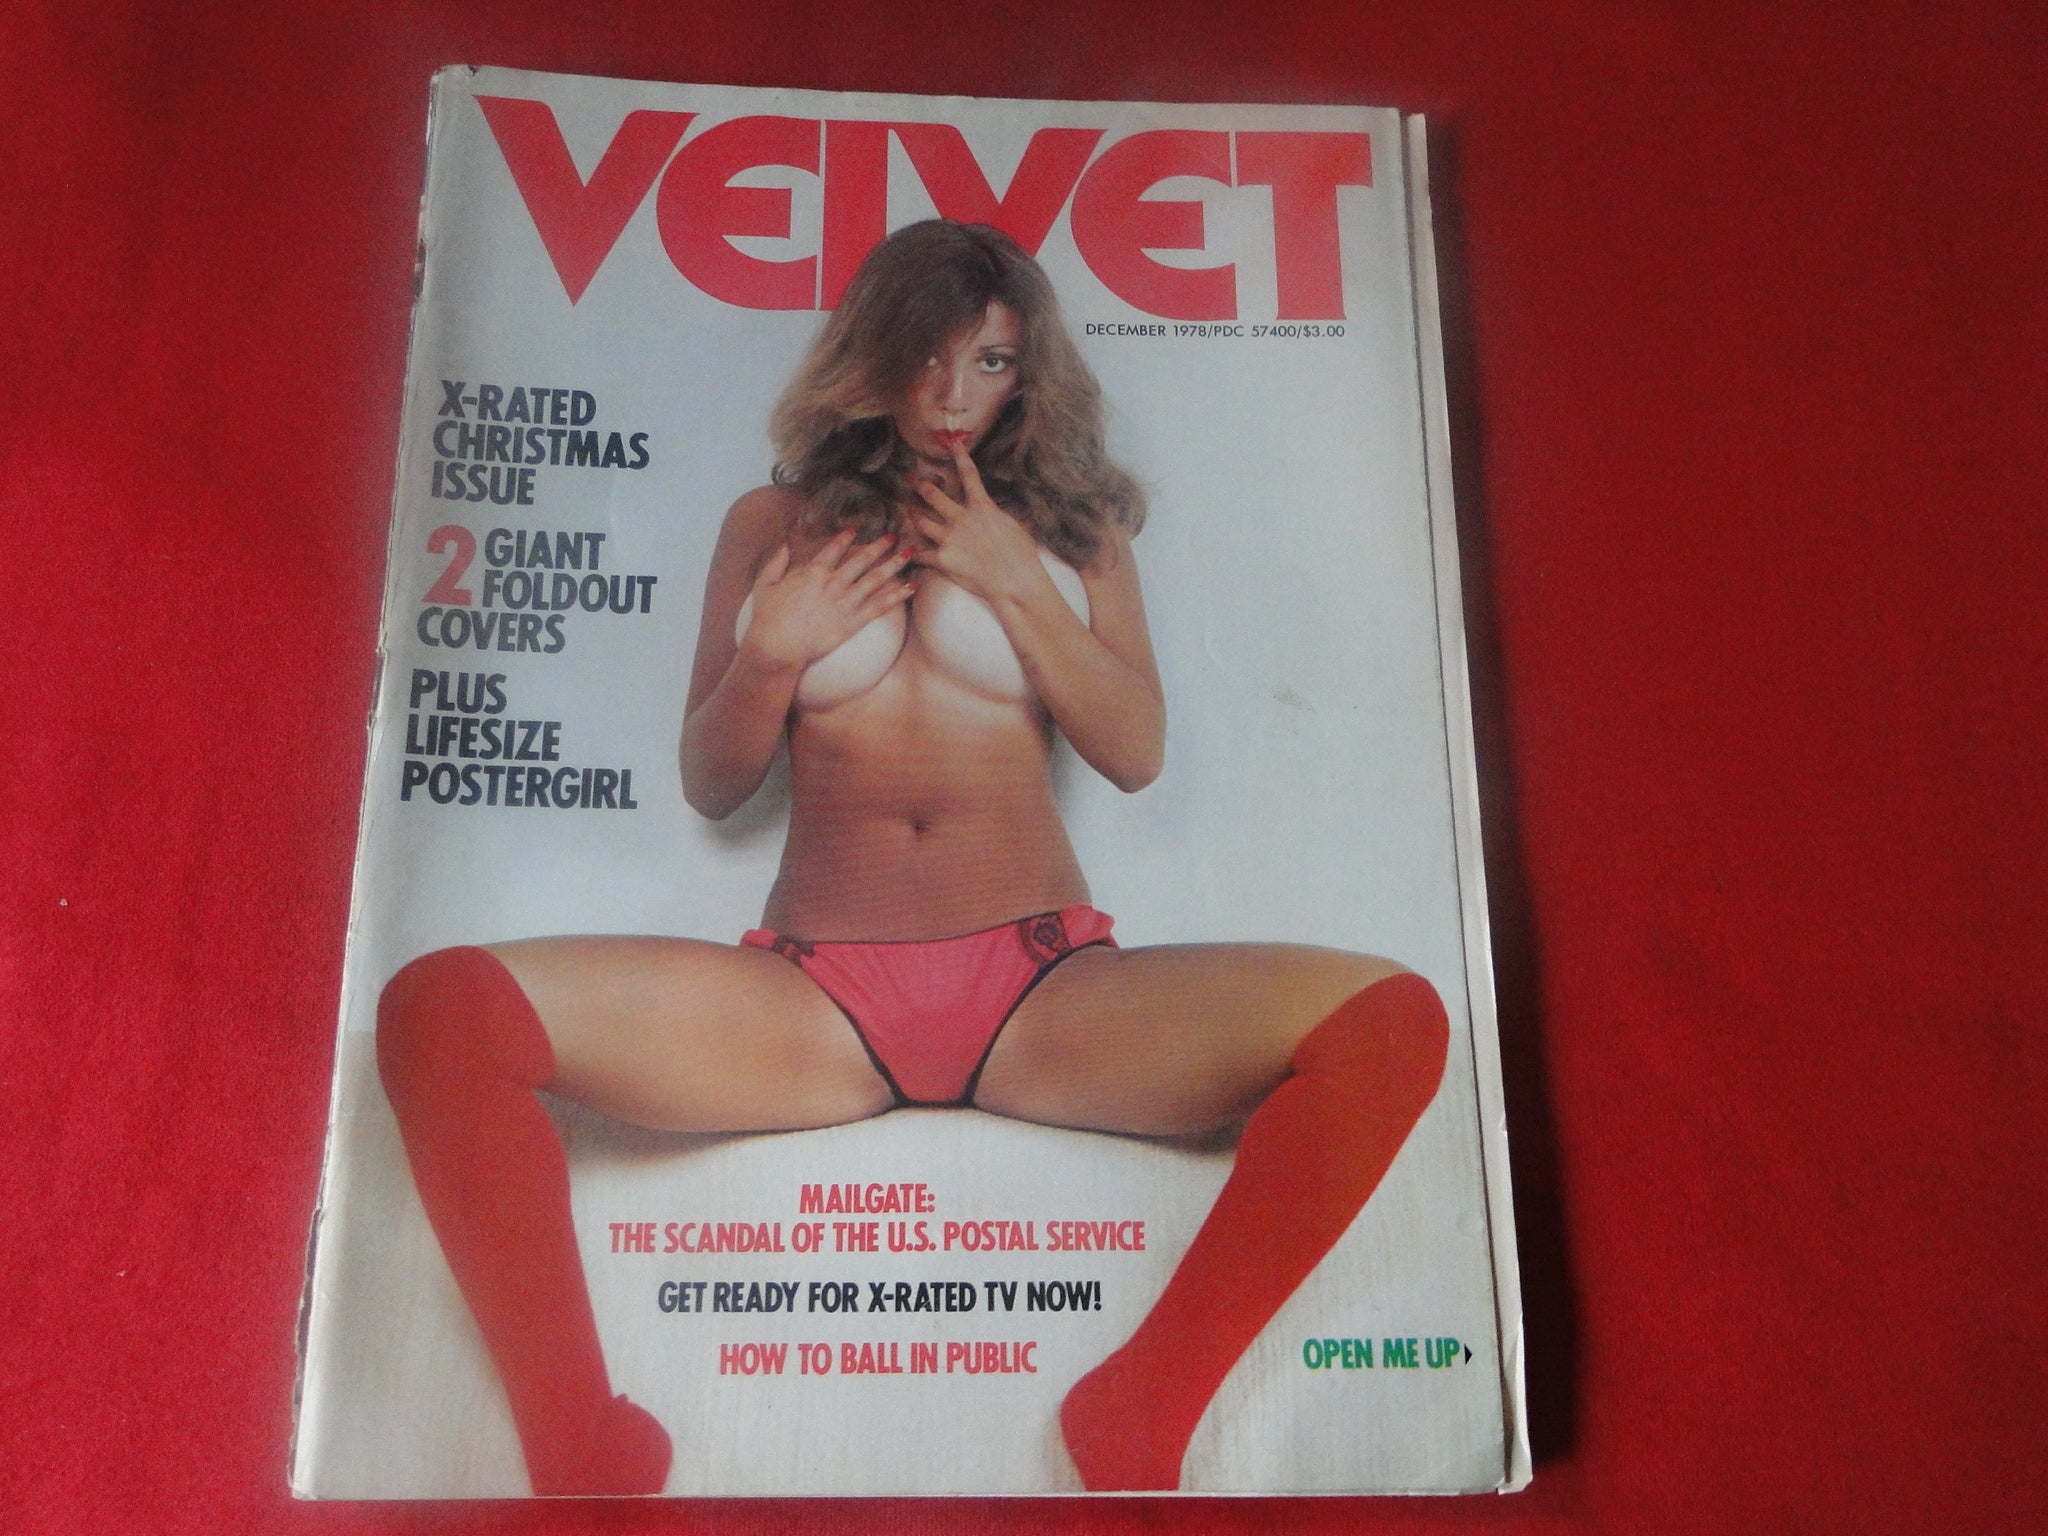 VELVET
DECEMBER 1978/PDC 57400/$3.00
X-RATED
CHRISTMAS
ISSUE
2 GIANT
FOLDOUT
COVERS
PLUS
LIFESIZE
POSTERGIRL
MAILGATE:
THE SCANDAL OF THE U.S. POSTAL SERVICE
GET READY FOR X-RATED TV NOW!
HOW TO BALL IN PUBLIC
OPEN ME UP